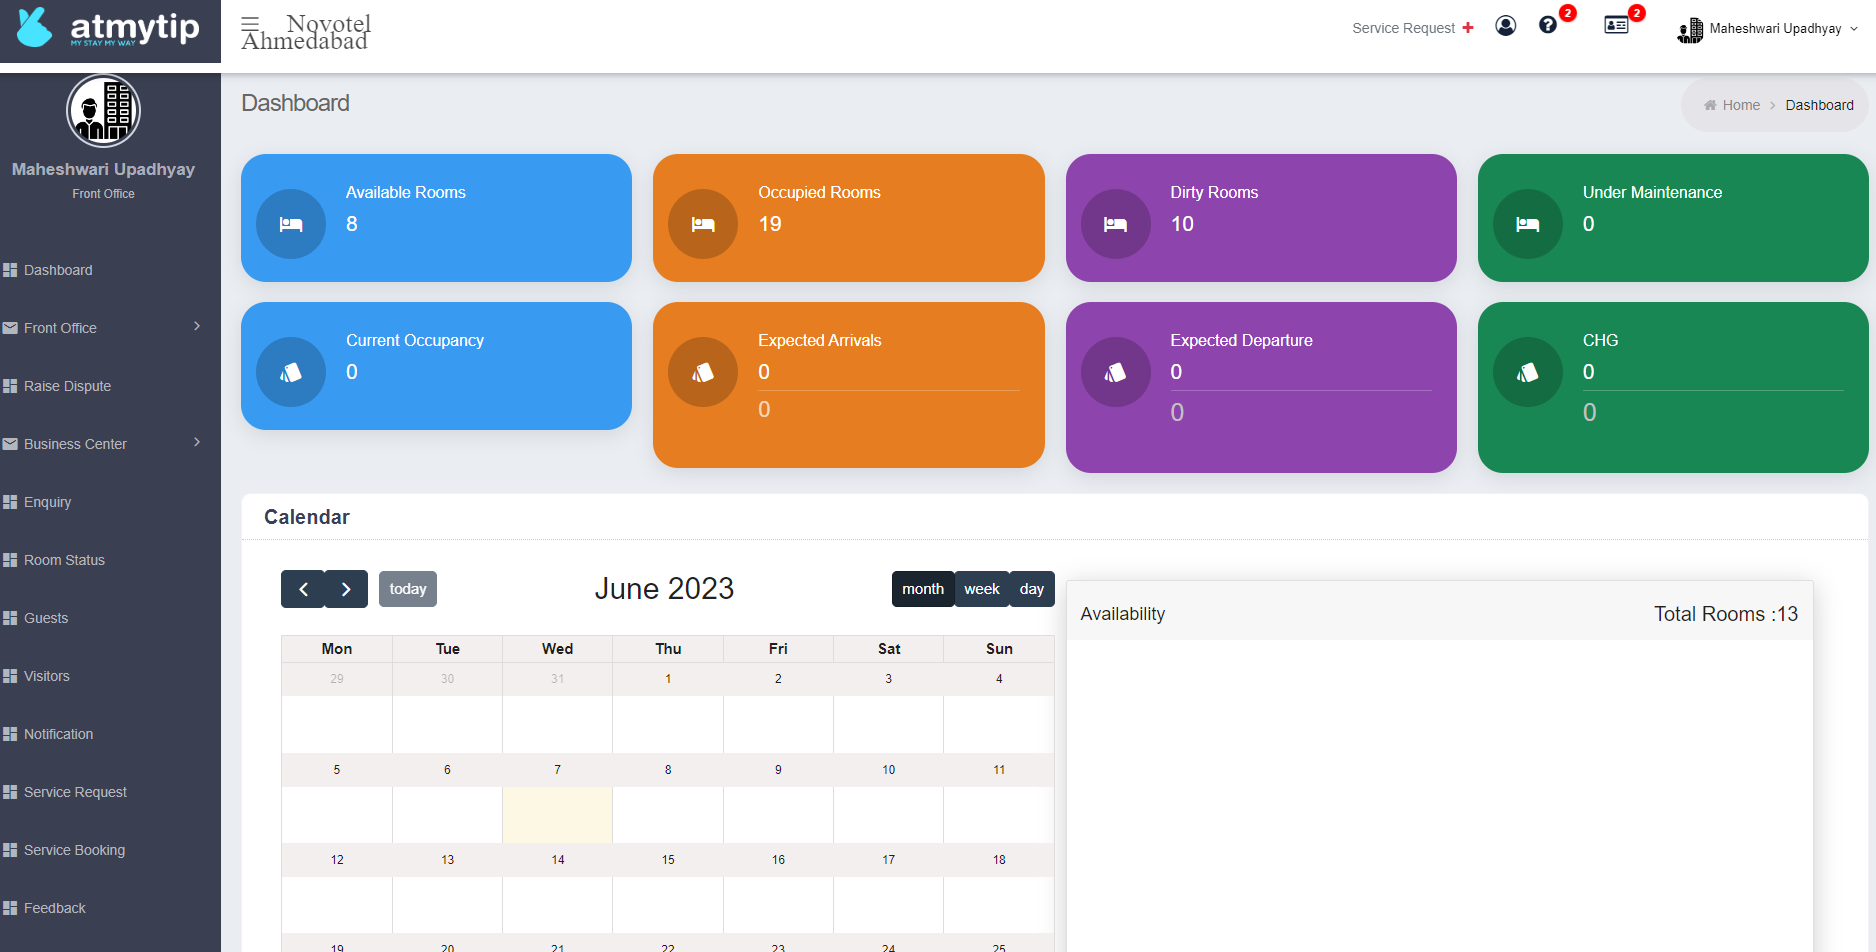 atmytip
MY STAY MY WAY
Novotel
Ahmedabad
Service Request
2
2
Maheshwari Upadhyay
Maheshwari Upadhyay
Front Office
Dashboard
Front Office
Raise Dispute
Business Center
Enquiry
Room Status
Guests
Visitors
Notification
Service Request
Service Booking
Feedback
Dashboard
Home > Dashboard
Available Rooms
8
Occupied Rooms
19
Dirty Rooms
10
Under Maintenance
0
Current Occupancy
0
Expected Arrivals
0
0
Expected Departure
0
0
CHG
0
0
Calendar
today
June 2023
month week day
Mon Tue Wed Thu Fri Sat Sun
29 30 31 1 2 3 4
5 6 7 8 9 10 11
12 13 14 15 16 17 18
19 20 21 22 23 24 25
Availability
Total Rooms :13